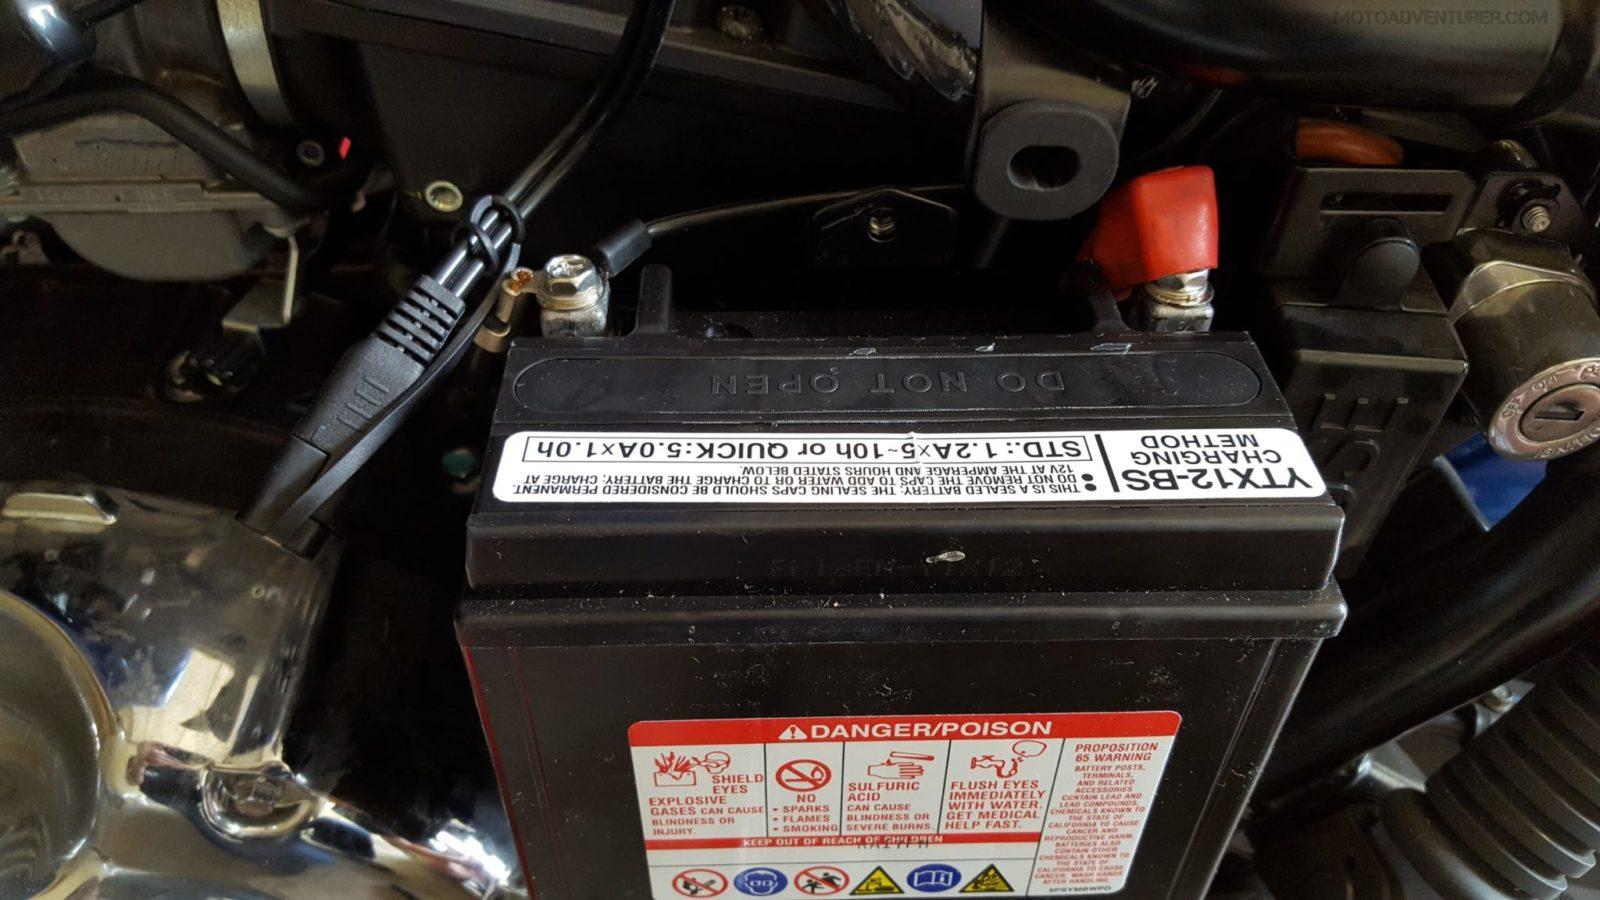 MOTOADVENTURER.COM
DO NOT OPEN
YTX12-BS
CHARGING
METHOD
• THIS IS A SEALED BATTERY; THE SEALING CAPS SHOULD BE CONSIDERED PERMANENT.
• DO NOT REMOVE THE CAPS TO ADD WATER OR TO CHARGE THE BATTERY; CHARGE AT
12V AT THE AMPERAGE AND HOURS STATED BELOW.
STD.: 1.2A×5~10h or QUICK:5.0A×1.0h
DANGER/POISON
SHIELD
EYES
EXPLOSIVE
GASES CAN CAUSE
BLINDNESS OR
INJURY.
NO
• SPARKS
• FLAMES
• SMOKING
SULFURIC
ACID
CAN CAUSE
BLINDNESS OR
SEVERE BURNS.
FLUSH EYES
IMMEDIATELY
WITH WATER.
GET MEDICAL
HELP FAST.
PROPOSITION
65 WARNING
BATTERY POSTS,
TERMINALS,
AND RELATED
ACCESSORIES
CONTAIN LEAD AND
LEAD COMPOUNDS,
CHEMICALS KNOWN TO
THE STATE OF
CALIFORNIA TO CAUSE
CANCER AND
REPRODUCTIVE HARM.
BATTERIES ALSO
CONTAIN OTHER
CHEMICALS KNOWN TO
THE STATE OF
CALIFORNIA TO CAUSE
CANCER. WASH HANDS
AFTER HANDLING.
KEEP OUT OF REACH OF CHILDREN
OFF
ON